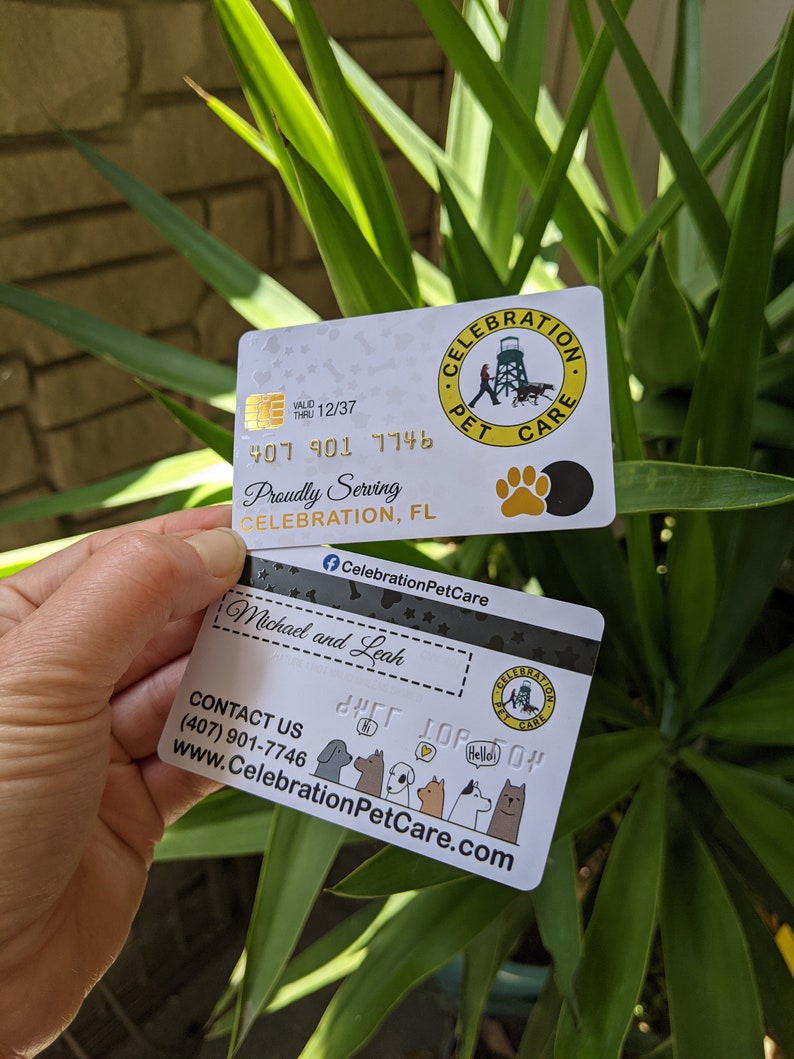 CELEBRATION
PET CARE
VALID
THRU 12/37
407 901 7746
Proudly Serving
CELEBRATION, FL
CelebrationPetCare
Michael and Leah
CELEBRATION
PET CARE
CONTACT US
(407) 901-7746
www.CelebrationPetCare.com
Hi
Hello!